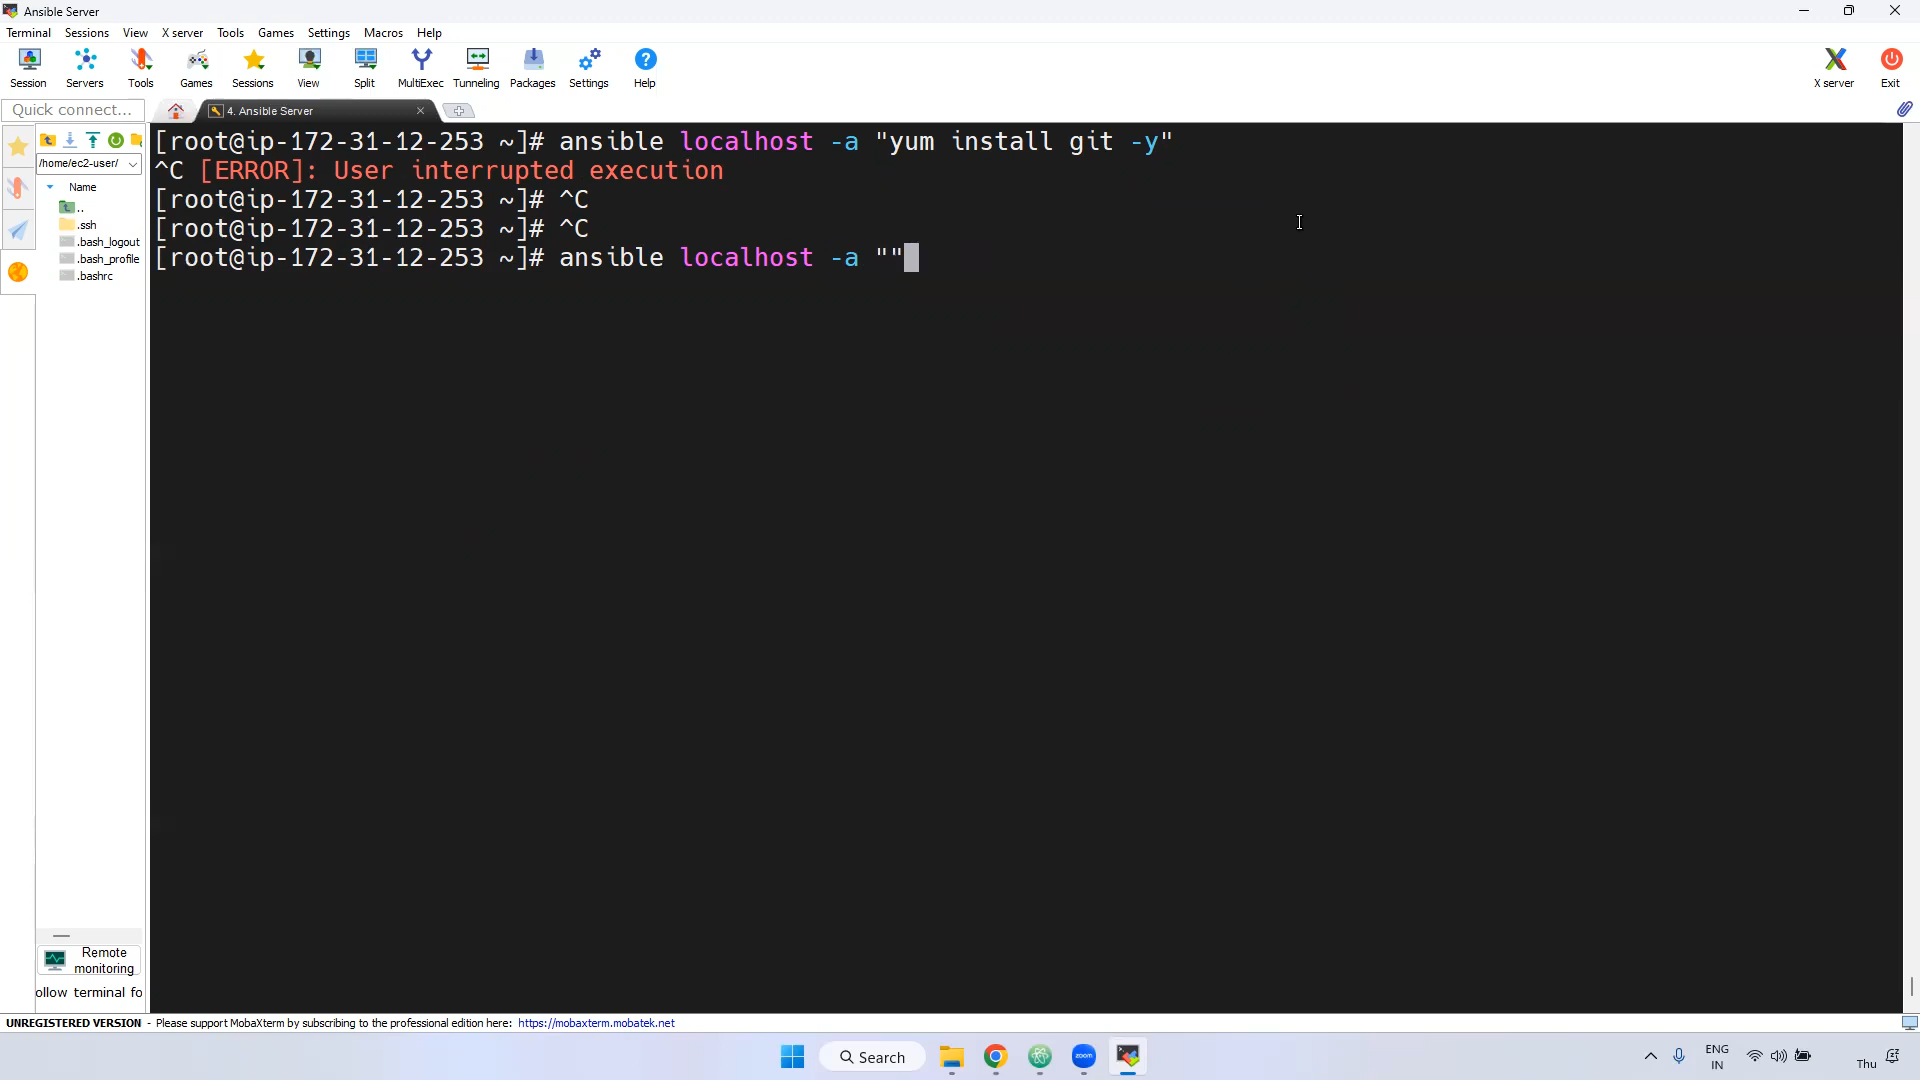 Ansible Server
Terminal Sessions View X server Tools Games Settings Macros Help
Session Servers Tools Games Sessions View Split MultiExec Tunneling Packages Settings Help X server Exit
Quick connect... 4. Ansible Server
[root@ip-172-31-12-253 ~]# ansible localhost -a "yum install git -y"
^C [ERROR]: User interrupted execution
[root@ip-172-31-12-253 ~]# ^C
[root@ip-172-31-12-253 ~]# ^C
[root@ip-172-31-12-253 ~]# ansible localhost -a ""
/home/ec2-user/
Name
..
.ssh
.bash_logout
.bash_profile
.bashrc
Remote
monitoring
ollow terminal fo
UNREGISTERED VERSION - Please support MobaXterm by subscribing to the professional edition here: https://mobaxterm.mobatek.net
Search
zoom
ENG
IN
Thu